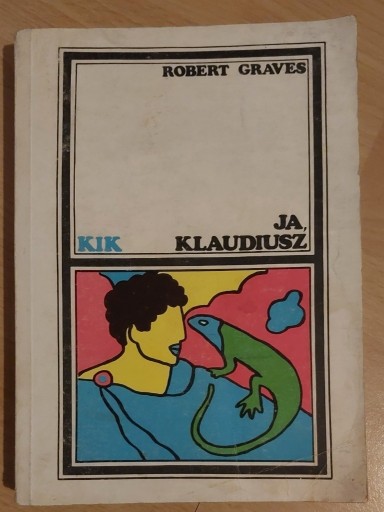 ROBERT GRAVES
JA,
KIK KLAUDIUSZ